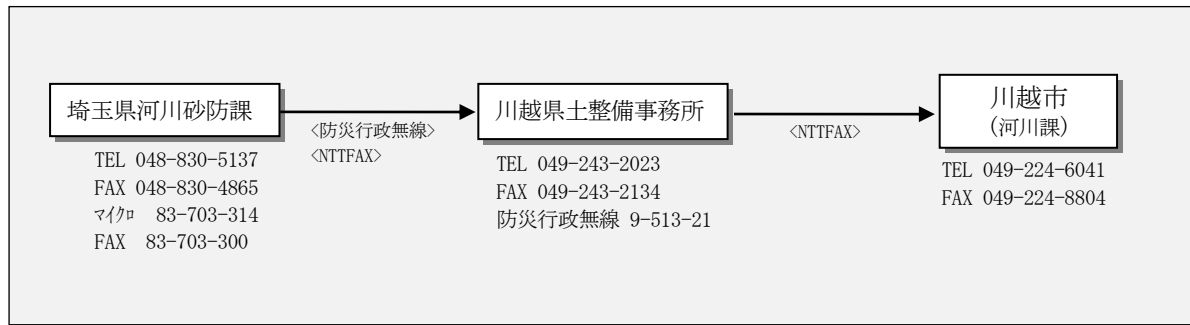 埼玉県河川砂防課
TEL 048-830-5137
FAX 048-830-4865
ﾏｲｸﾛ 83-703-314
FAX 83-703-300
<防災行政無線>
<NTTFAX>
川越県土整備事務所
TEL 049-243-2023
FAX 049-243-2134
防災行政無線 9-513-21
<NTTFAX>
川越市
(河川課)
TEL 049-224-6041
FAX 049-224-8804